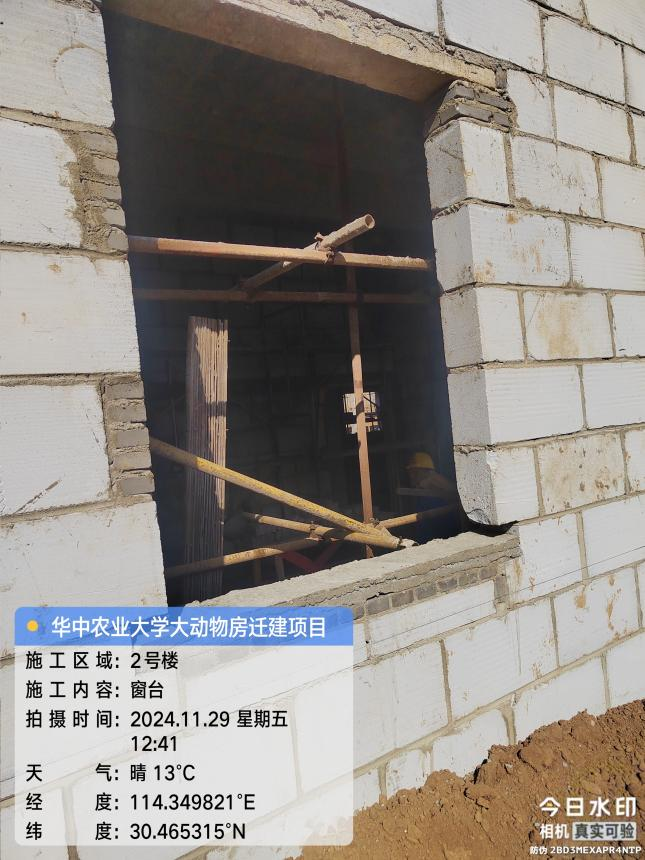 华中农业大学大动物房迁建项目
施工区域：2号楼
施工内容：窗台
拍摄时间：2024.11.29 星期五
12:41
天气：晴 13℃
经度：114.349821°E
纬度：30.465315°N
今日水印
相机 真实可验
防伪 2BD3MEXAPR4NTP